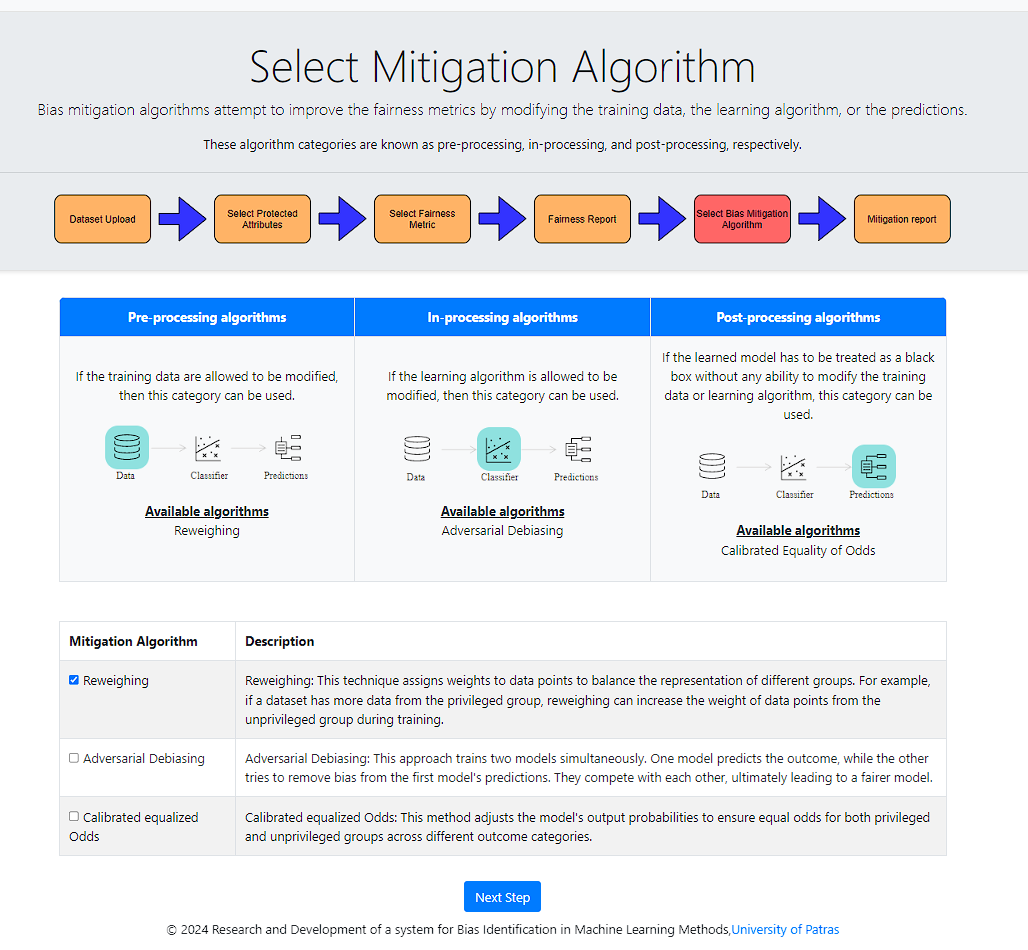 Select Mitigation Algorithm
Bias mitigation algorithms attempt to improve the fairness metrics by modifying the training data, the learning algorithm, or the predictions.
These algorithm categories are known as pre-processing, in-processing, and post-processing, respectively.
Dataset Upload
Select Protected
Attributes
Select Fairness
Metric
Fairness Report
Select Bias Mitigation
Algorithm
Mitigation report
Pre-processing algorithms
If the training data are allowed to be modified,
then this category can be used.
Data Classifier Predictions
Available algorithms
Reweighing
In-processing algorithms
If the learning algorithm is allowed to be
modified, then this category can be used.
Data Classifier Predictions
Available algorithms
Adversarial Debiasing
Post-processing algorithms
If the learned model has to be treated as a black
box without any ability to modify the training
data or learning algorithm, this category can be
used.
Data Classifier Predictions
Available algorithms
Calibrated Equality of Odds
Mitigation Algorithm Description
Reweighing
Reweighing: This technique assigns weights to data points to balance the representation of different groups. For example,
if a dataset has more data from the privileged group, reweighing can increase the weight of data points from the
unprivileged group during training.
Adversarial Debiasing
Adversarial Debiasing: This approach trains two models simultaneously. One model predicts the outcome, while the other
tries to remove bias from the first model's predictions. They compete with each other, ultimately leading to a fairer model.
Calibrated equalized
Odds
Calibrated equalized Odds: This method adjusts the model's output probabilities to ensure equal odds for both privileged
and unprivileged groups across different outcome categories.
Next Step
© 2024 Research and Development of a system for Bias Identification in Machine Learning Methods,University of Patras